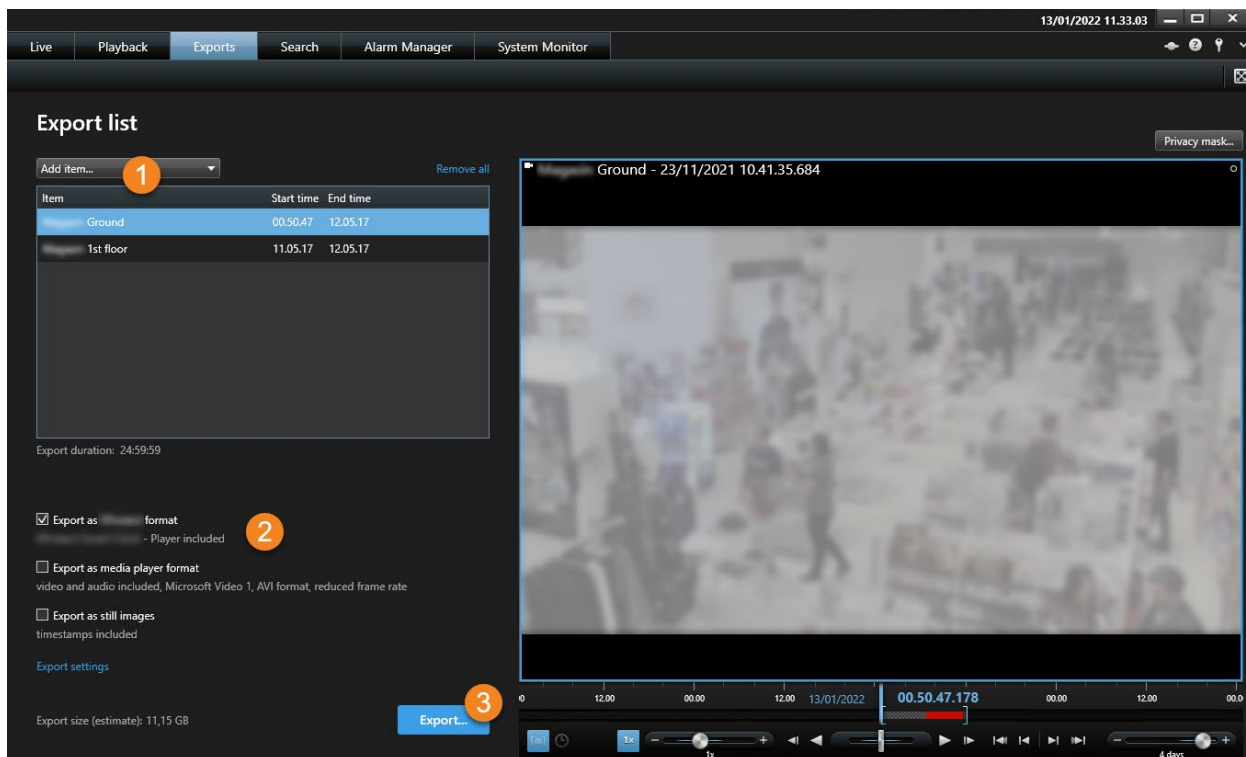 13/01/2022 11.33.03
Live Playback Exports Search Alarm Manager System Monitor
Export list
Privacy mask...
Add item...
1
Remove all
Ground - 23/11/2021 10.41.35.684
Item Start time End time
Ground 00.50.47 12.05.17
1st floor 11.05.17 12.05.17
Export duration: 24:59:59
Export as format
- Player included
2
Export as media player format
video and audio included, Microsoft Video 1, AVI format, reduced frame rate
Export as still images
timestamps included
Export settings
12.00 00.00 12.00 13/01/2022 00.50.47.178 00.00 12.00 00.0
3
Export size (estimate): 11,15 GB
Export...
1x
1x
4 days